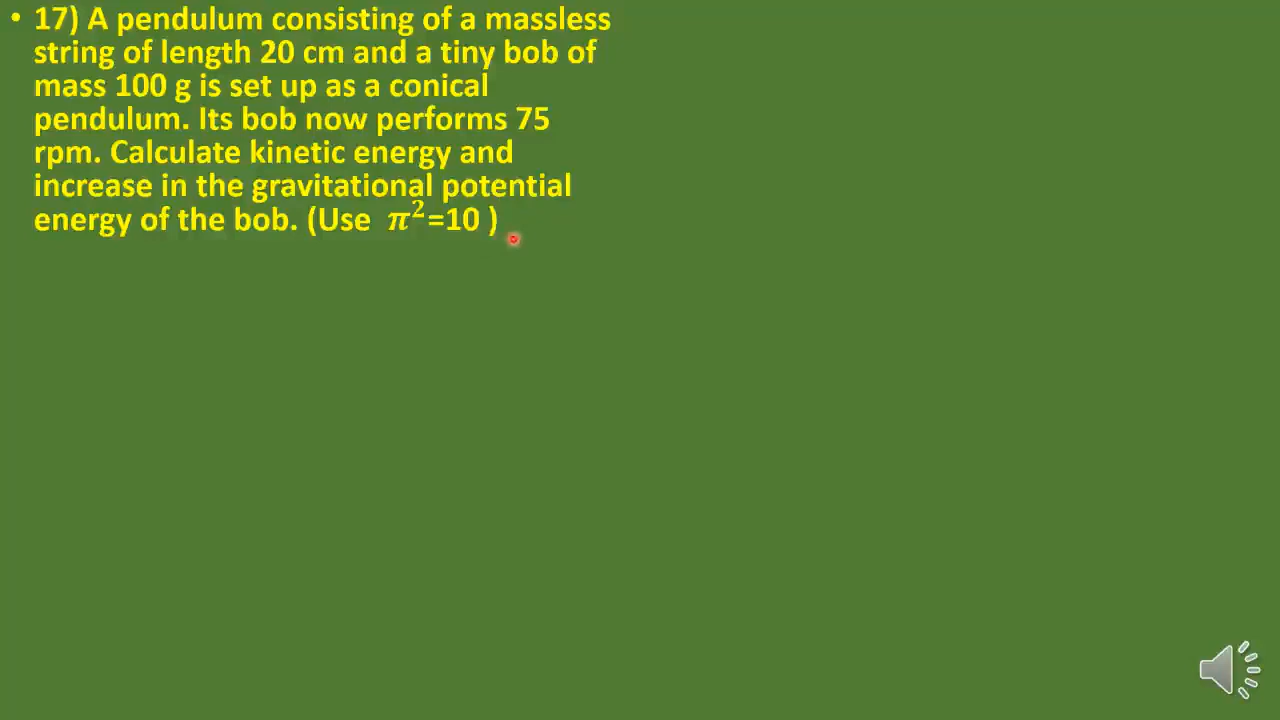 • 17) A pendulum consisting of a massless
string of length 20 cm and a tiny bob of
mass 100 g is set up as a conical
pendulum. Its bob now performs 75
rpm. Calculate kinetic energy and
increase in the gravitational potential
energy of the bob. (Use π²=10 )